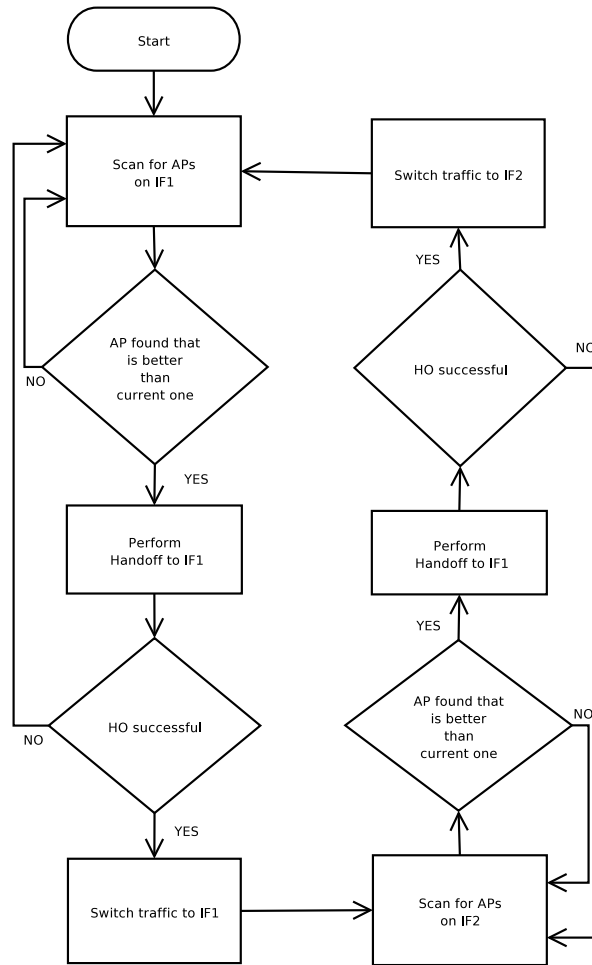 Start
Scan for APs
on IF1
AP found that
is better
than
current one
NO
YES
Perform
Handoff to IF1
HO successful
NO
YES
Switch traffic to IF1
Scan for APs
on IF2
AP found that
is better
than
current one
NO
YES
Perform
Handoff to IF1
HO successful
NO
YES
Switch traffic to IF2